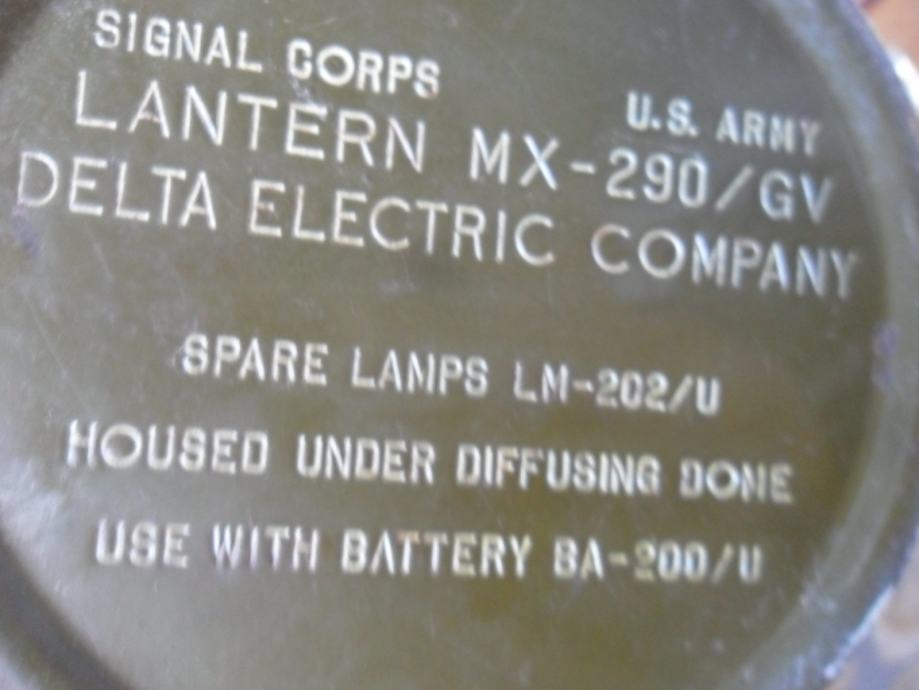 SIGNAL CORPS U.S. ARMY
LANTERN MX-290/GV
DELTA ELECTRIC COMPANY
SPARE LAMPS LM-202/U
HOUSED UNDER DIFFUSING DOME
USE WITH BATTERY BA-200/U